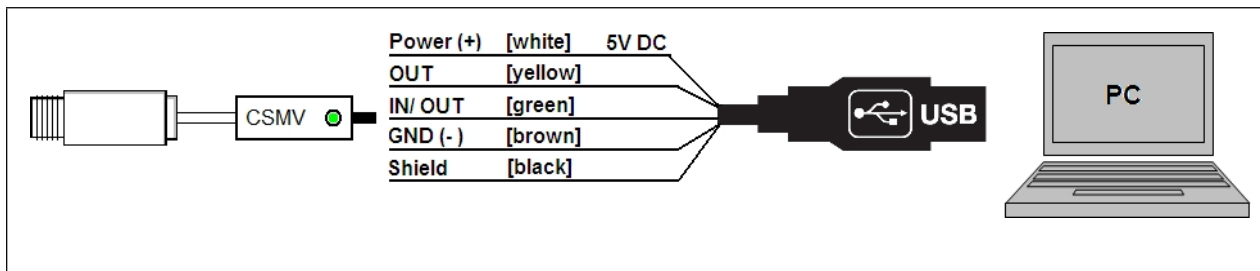 Power (+) [white] 5V DC
OUT [yellow]
IN/ OUT [green]
GND (- ) [brown]
Shield [black]
CSMV
USB
PC